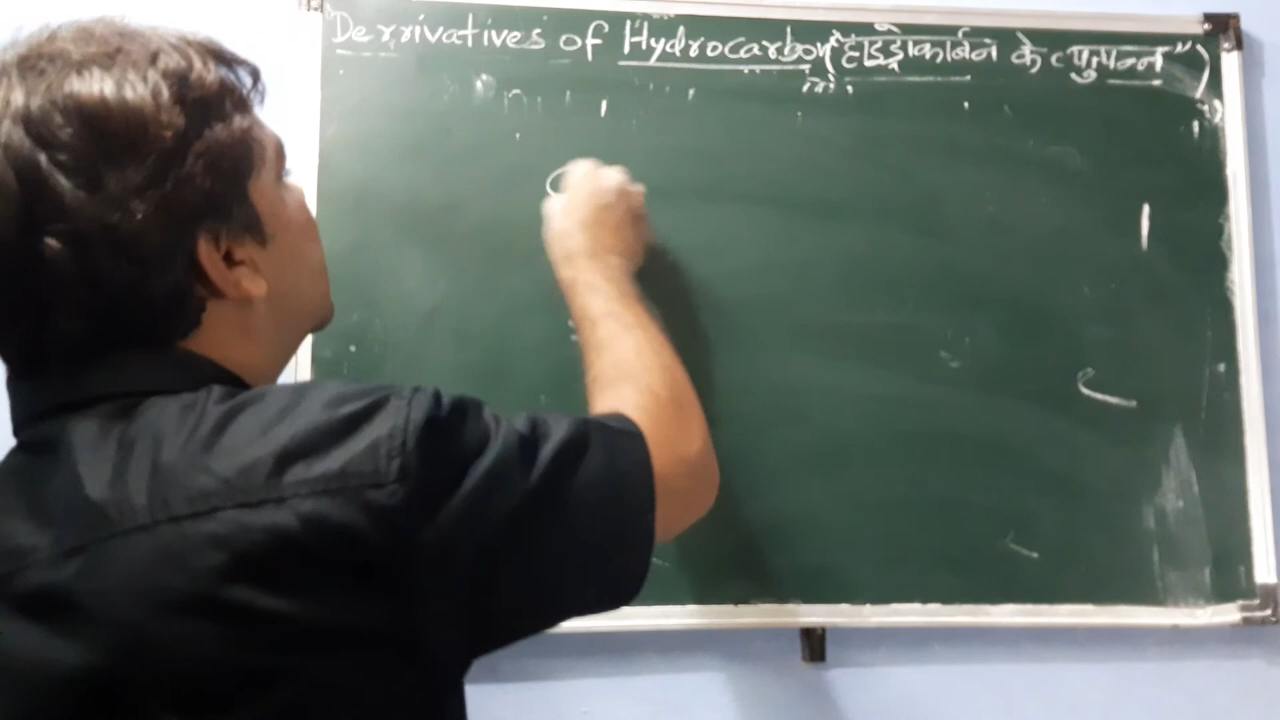 Derrivatives of Hydrocarbon ("हाइड्रोकार्बन के व्युत्पन्न")